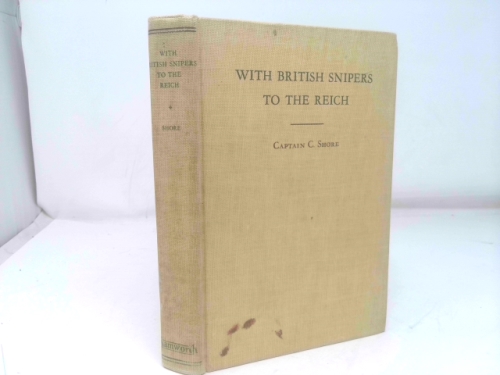 WITH
BRITISH SNIPERS
TO THE
REICH
SHORE
WITH BRITISH SNIPERS
TO THE REICH
CAPTAIN C. SHORE